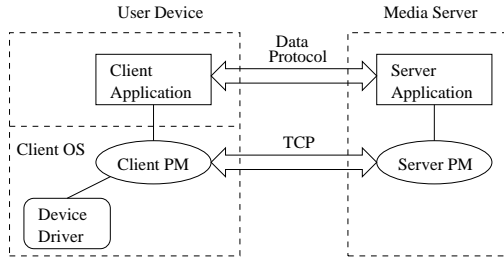 User Device
Media Server
Data
Protocol
Client
Application
Server
Application
Client OS
TCP
Client PM
Server PM
Device
Driver